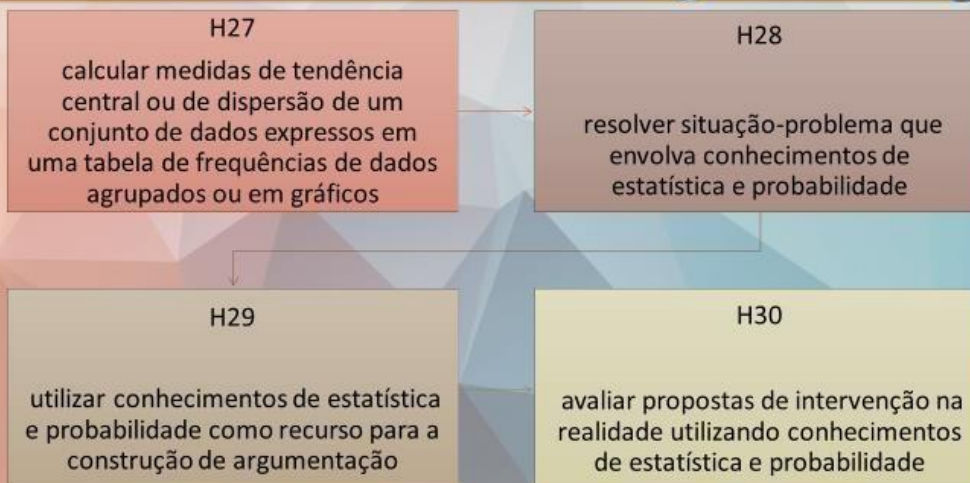 H27
calcular medidas de tendência
central ou de dispersão de um
conjunto de dados expressos em
uma tabela de frequências de dados
agrupados ou em gráficos
H28
resolver situação-problema que
envolva conhecimentos de
estatística e probabilidade
H29
utilizar conhecimentos de estatística
e probabilidade como recurso para a
construção de argumentação
H30
avaliar propostas de intervenção na
realidade utilizando conhecimentos
de estatística e probabilidade